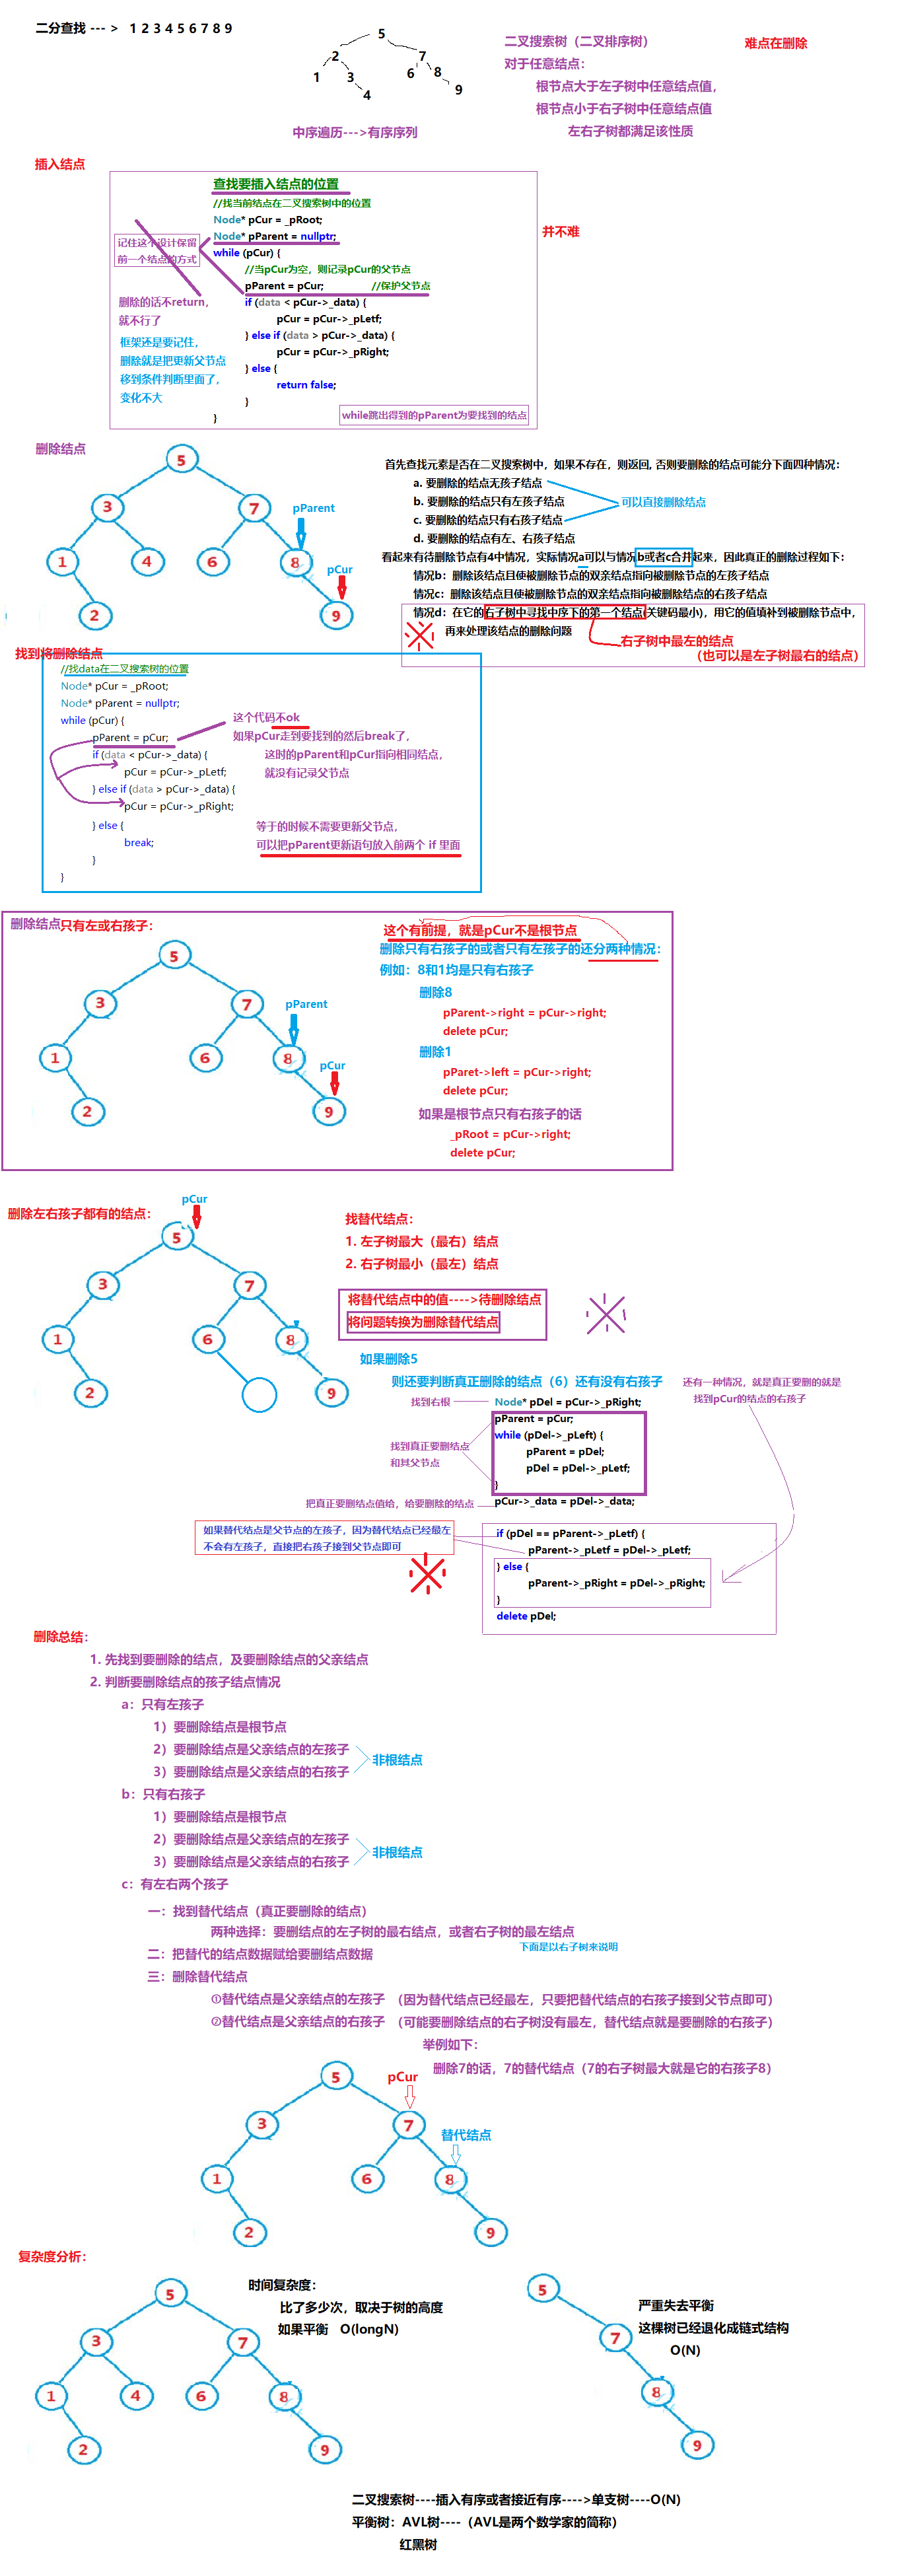 二分查找 --- >   1 2 3 4 5 6 7 8 9
5
2 7
1 3 6 8
4 9
中序遍历--->有序序列
二叉搜索树（二叉排序树）
难点在删除
对于任意结点：
根节点大于左子树中任意结点值，
根节点小于右子树中任意结点值
左右子树都满足该性质
插入结点
查找要插入结点的位置
//找当前结点在二叉搜索树中的位置
Node* pCur = _pRoot;
Node* pParent = nullptr;
while (pCur) {
//当pCur为空，则记录pCur的父节点
pParent = pCur; //保护父节点
if (data < pCur->_data) {
pCur = pCur->_pLetf;
} else if (data > pCur->_data) {
pCur = pCur->_pRight;
} else {
return false;
}
}
记住这个设计保留
前一个结点的方式
删除的话不return，
就不行了
框架还是要记住，
删除就是把更新父节点
移到条件判断里面了，
变化不大
while跳出得到的pParent为要找到的结点
并不难
删除结点
5
3 7
1 6 8
2 9
pParent
pCur
首先查找元素是否在二叉搜索树中，如果不存在，则返回, 否则要删除的结点可能分下面四种情况：
a. 要删除的结点无孩子结点
b. 要删除的结点只有左孩子结点
c. 要删除的结点只有右孩子结点
d. 要删除的结点有左、右孩子结点
可以直接删除结点
看起来有待删除节点有4中情况，实际情况a可以与情况b或者c合并起来，因此真正的删除过程如下：
情况b：删除该结点且使被删除节点的双亲结点指向被删除节点的左孩子结点
情况c：删除该结点且使被删除节点的双亲结点指向被删除结点的右孩子结点
情况d：在它的右子树中寻找中序下的第一个结点(关键码最小)，用它的值填补到被删除节点中，
再来处理该结点的删除问题
右子树中最左的结点
（也可以是左子树最右的结点）
找到将删除结点
//找data在二叉搜索树的位置
Node* pCur = _pRoot;
Node* pParent = nullptr;
while (pCur) {
pParent = pCur;
if (data < pCur->_data) {
pCur = pCur->_pLetf;
} else if (data > pCur->_data) {
pCur = pCur->_pRight;
} else {
break;
}
}
这个代码不ok
如果pCur走到要找到的然后break了，
这时的pParent和pCur指向相同结点，
就没有记录父节点
等于的时候不需要更新父节点，
可以把pParent更新语句放入前两个 if 里面
删除结点只有左或右孩子：
5
3 7
1 6 8
2 9
pParent
pCur
这个有前提，就是pCur不是根节点
删除只有右孩子的或者只有左孩子的还分两种情况：
例如：8和1均是只有右孩子
删除8
pParent->right = pCur->right;
delete pCur;
删除1
pParet->left = pCur->right;
delete pCur;
如果是根节点只有右孩子的话
_pRoot = pCur->right;
delete pCur;
删除左右孩子都有的结点：
pCur
5
3 7
1 6 8
2 9
找替代结点：
1. 左子树最大（最右）结点
2. 右子树最小（最左）结点
将替代结点中的值---->待删除结点
将问题转换为删除替代结点
如果删除5
则还要判断真正删除的结点（6）还有没有右孩子
还有一种情况，就是真正要删的就是
找到pCur的结点的右孩子
找到右根
Node* pDel = pCur->_pRight;
pParent = pCur;
while (pDel->_pLeft) {
pParent = pDel;
pDel = pDel->_pLetf;
}
找到真正要删结点
和其父节点
把真正要删结点值给，给要删除的结点
pCur->_data = pDel->_data;
如果替代结点是父节点的左孩子，因为替代结点已经最左
不会有左孩子，直接把右孩子接到父节点即可
if (pDel == pParent->_pLetf) {
pParent->_pLetf = pDel->_pLetf;
} else {
pParent->_pRight = pDel->_pRight;
}
delete pDel;
删除总结：
1. 先找到要删除的结点，及要删除结点的父亲结点
2. 判断要删除结点的孩子结点情况
a：只有左孩子
1）要删除结点是根节点
2）要删除结点是父亲结点的左孩子
3）要删除结点是父亲结点的右孩子
非根结点
b：只有右孩子
1）要删除结点是根节点
2）要删除结点是父亲结点的左孩子
3）要删除结点是父亲结点的右孩子
非根结点
c：有左右两个孩子
一：找到替代结点（真正要删除的结点）
两种选择：要删结点的左子树的最右结点，或者右子树的最左结点
下面是以右子树来说明
二：把替代的结点数据赋给要删结点数据
三：删除替代结点
①替代结点是父亲结点的左孩子 （因为替代结点已经最左，只要把替代结点的右孩子接到父节点即可）
②替代结点是父亲结点的右孩子 （可能要删除结点的右子树没有最左，替代结点就是要删除的右孩子）
举例如下：
删除7的话，7的替代结点（7的右子树最大就是它的右孩子8）
pCur
替代结点
5
3 7
1 6 8
2 9
复杂度分析：
5
3 7
1 4 6 8
2 9
时间复杂度：
比了多少次，取决于树的高度
如果平衡 O(longN)
5
7
8
9
严重失去平衡
这棵树已经退化成链式结构
O(N)
二叉搜索树----插入有序或者接近有序---->单支树----O(N)
平衡树：AVL树----（AVL是两个数学家的简称）
红黑树